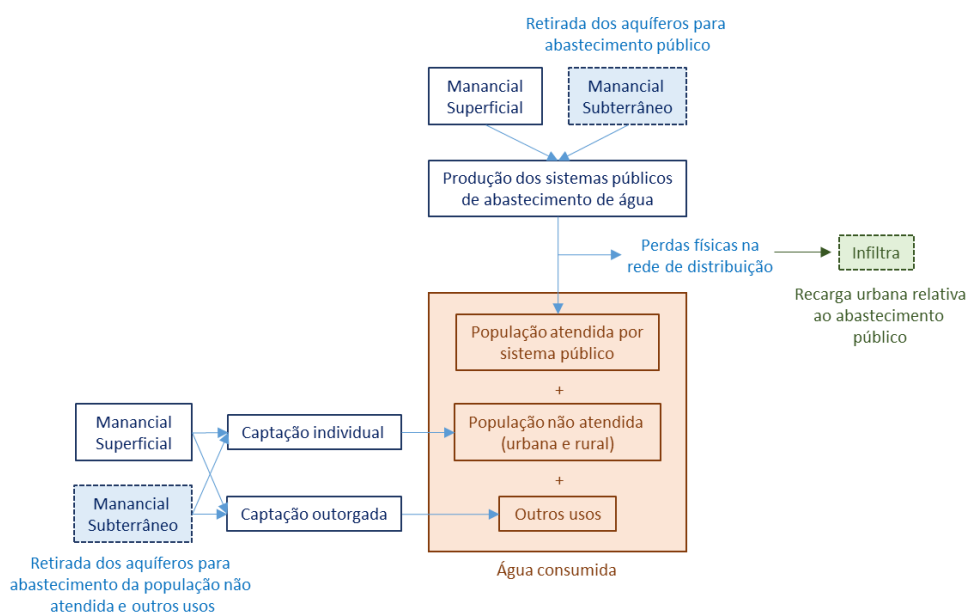 Retirada dos aquíferos para
abastecimento público
Manancial
Superficial
Manancial
Subterrâneo
Produção dos sistemas públicos
de abastecimento de água
Perdas físicas na
rede de distribuição
Infiltra
Recarga urbana relativa
ao abastecimento
público
População atendida por
sistema público
+
Manancial
Superficial
Captação individual
População não atendida
(urbana e rural)
+
Manancial
Subterrâneo
Captação outorgada
Outros usos
Água consumida
Retirada dos aquíferos para
abastecimento da população não
atendida e outros usos